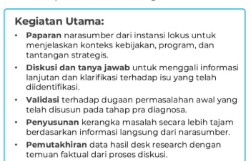 Kegiatan Utama:
• Paparan narasumber dari instansi lokus untuk
menjelaskan konteks kebijakan, program, dan
tantangan strategis.
• Diskusi dan tanya jawab untuk menggali informasi
lanjutan dan klarifikasi terhadap isu yang telah
diidentifikasi.
• Validasi terhadap dugaan permasalahan awal yang
telah disusun pada tahap pra diagnosa.
• Penyusunan kerangka masalah secara lebih tajam
berdasarkan informasi langsung dari narasumber.
• Pemutakhiran data hasil desk research dengan
temuan faktual dari proses diskusi.